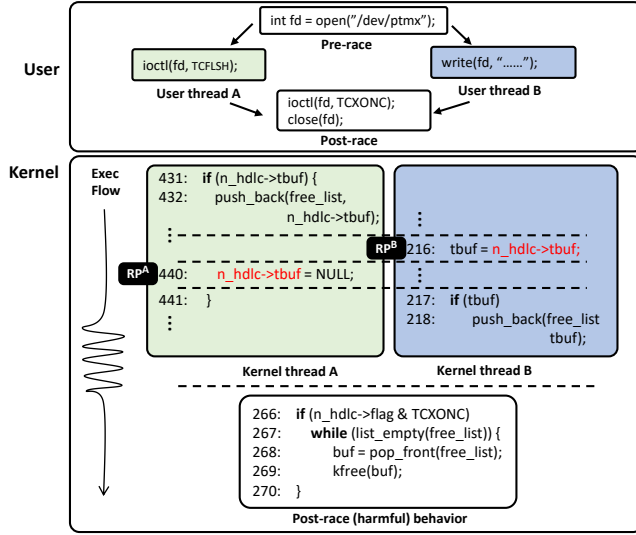 User
int fd = open("/dev/ptmx");
Pre-race
ioctl(fd, TCFLSH);
write(fd, "......");
User thread A
User thread B
ioctl(fd, TCXONC);
close(fd);
Post-race
Kernel
Exec
Flow
431: if (n_hdlc->tbuf) {
432: push_back(free_list,
n_hdlc->tbuf);
⋮
⋮
RPᴮ
216: tbuf = n_hdlc->tbuf;
RPᴬ
440: n_hdlc->tbuf = NULL;
⋮
441: }
217: if (tbuf)
⋮
218: push_back(free_list
tbuf);
Kernel thread A
Kernel thread B
266: if (n_hdlc->flag & TCXONC)
267: while (list_empty(free_list)) {
268: buf = pop_front(free_list);
269: kfree(buf);
270: }
Post-race (harmful) behavior